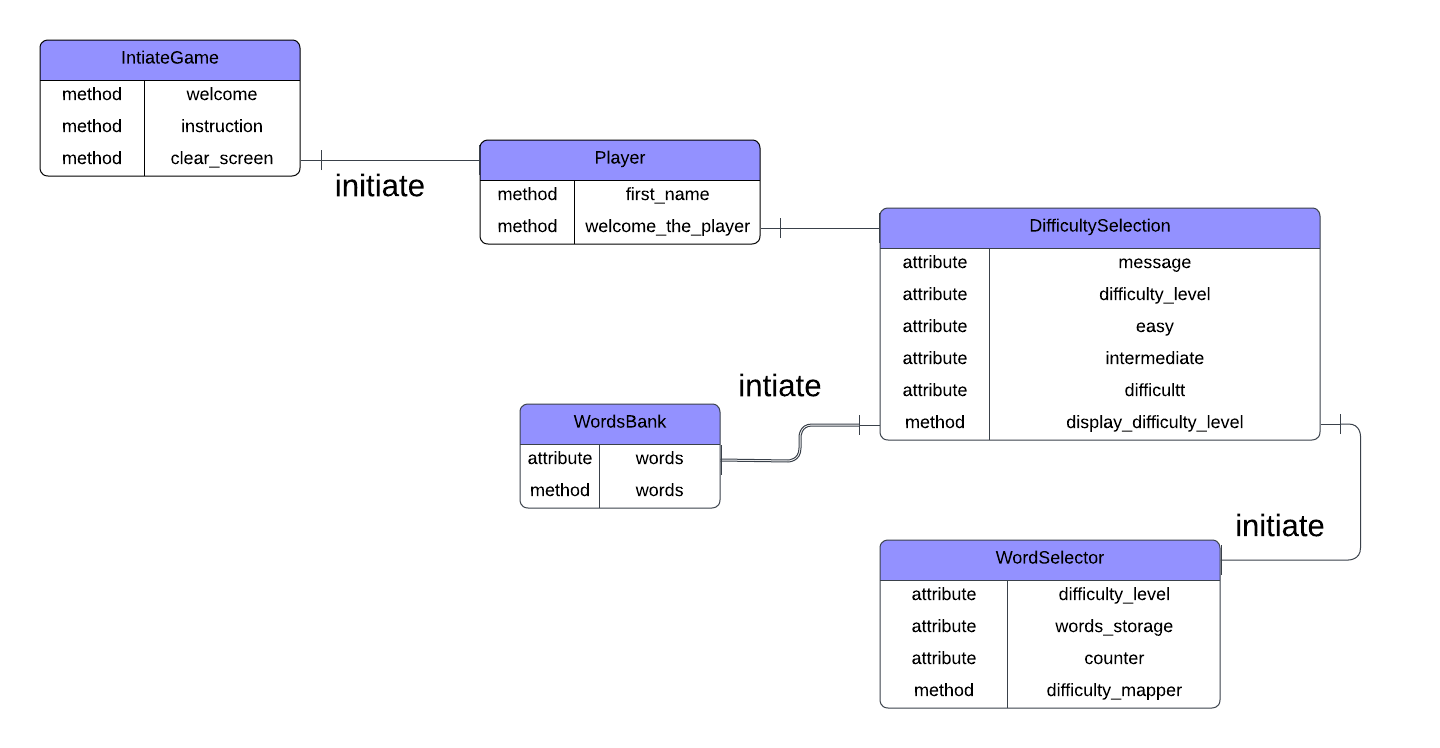 IntiateGame
method welcome
method instruction
method clear_screen
initiate
Player
method first_name
method welcome_the_player
DifficultySelection
attribute message
attribute difficulty_level
attribute easy
attribute intermediate
attribute difficultt
method display_difficulty_level
intiate
WordsBank
attribute words
method words
initiate
WordSelector
attribute difficulty_level
attribute words_storage
attribute counter
method difficulty_mapper